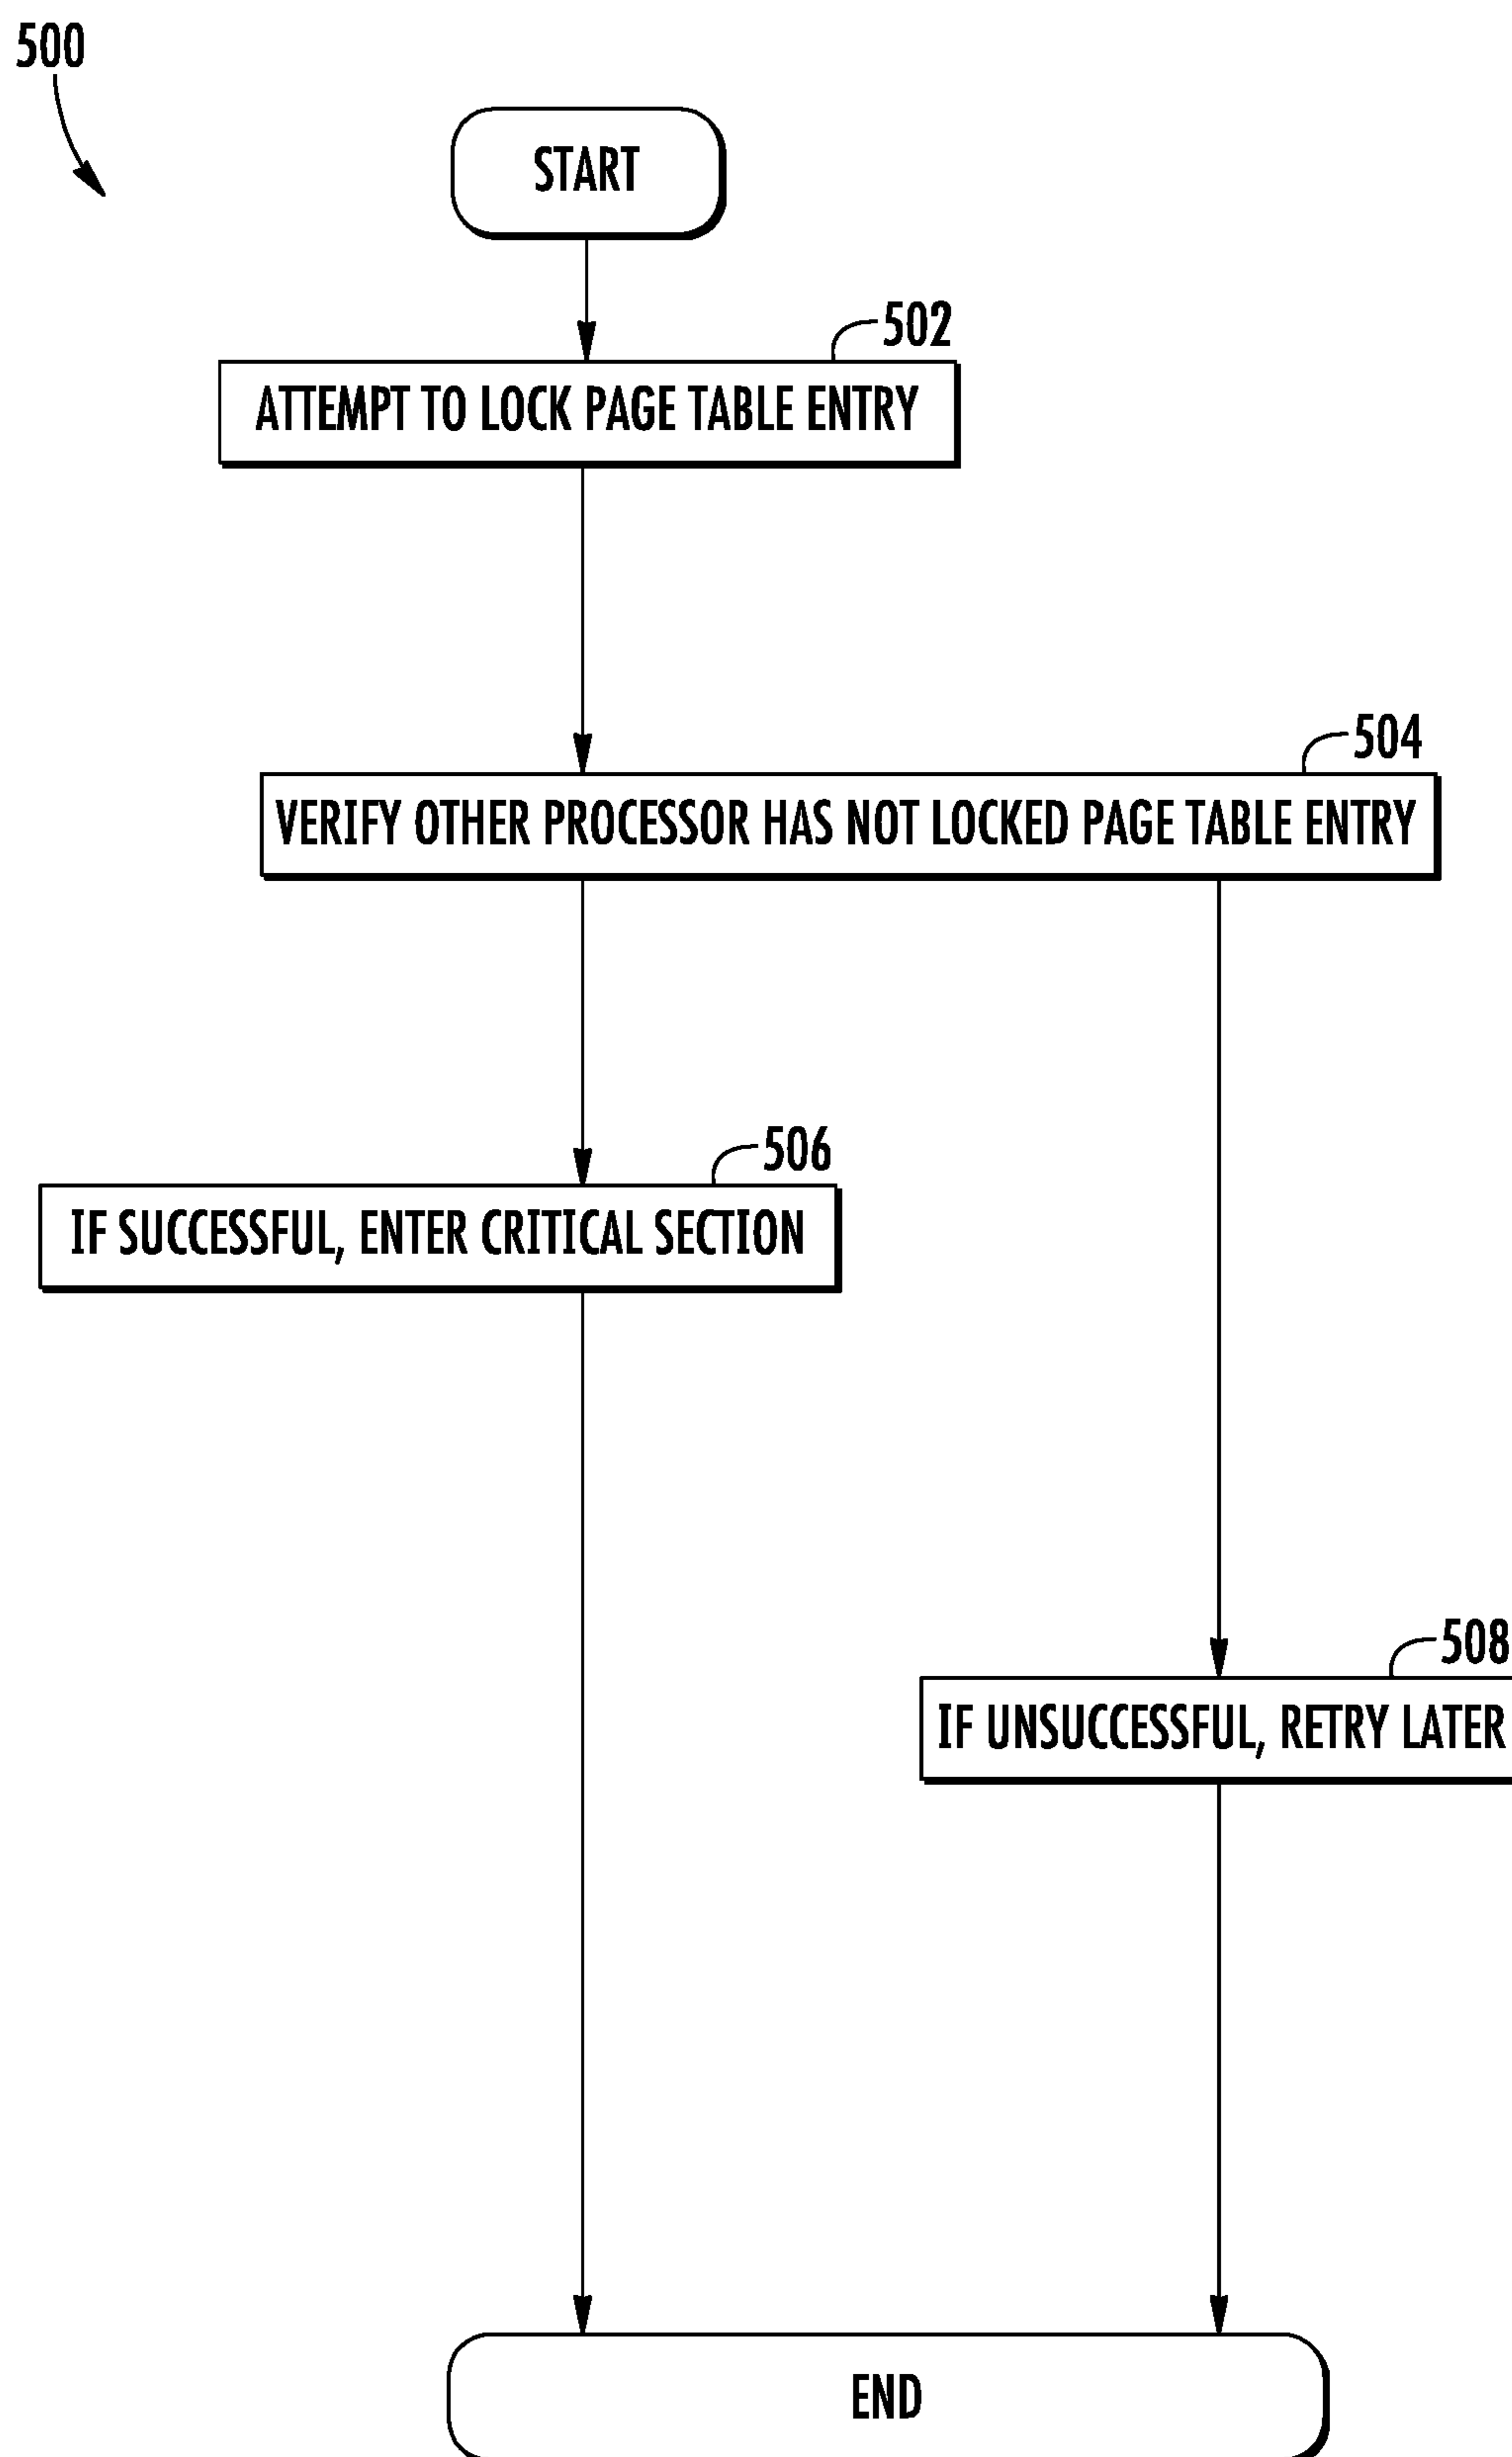 500
START
502
ATTEMPT TO LOCK PAGE TABLE ENTRY
504
VERIFY OTHER PROCESSOR HAS NOT LOCKED PAGE TABLE ENTRY
506
IF SUCCESSFUL, ENTER CRITICAL SECTION
508
IF UNSUCCESSFUL, RETRY LATER
END